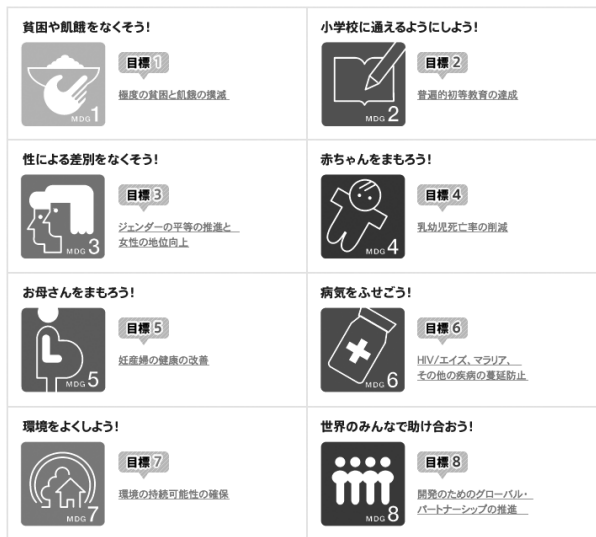 貧困や飢餓をなくそう!
目標 1
極度の貧困と飢餓の撲滅
MDG 1
小学校に通えるようにしよう!
目標 2
普遍的初等教育の達成
MDG 2
性による差別をなくそう!
目標 3
ジェンダーの平等の推進と
女性の地位向上
MDG 3
赤ちゃんをまもろう!
目標 4
乳幼児死亡率の削減
MDG 4
お母さんをまもろう!
目標 5
妊産婦の健康の改善
MDG 5
病気をふせごう!
目標 6
HIV/エイズ、マラリア、
その他の疾病の蔓延防止
MDG 6
環境をよくしよう!
目標 7
環境の持続可能性の確保
MDG 7
世界のみんなで助け合おう!
目標 8
開発のためのグローバル・
パートナーシップの推進
MDG 8